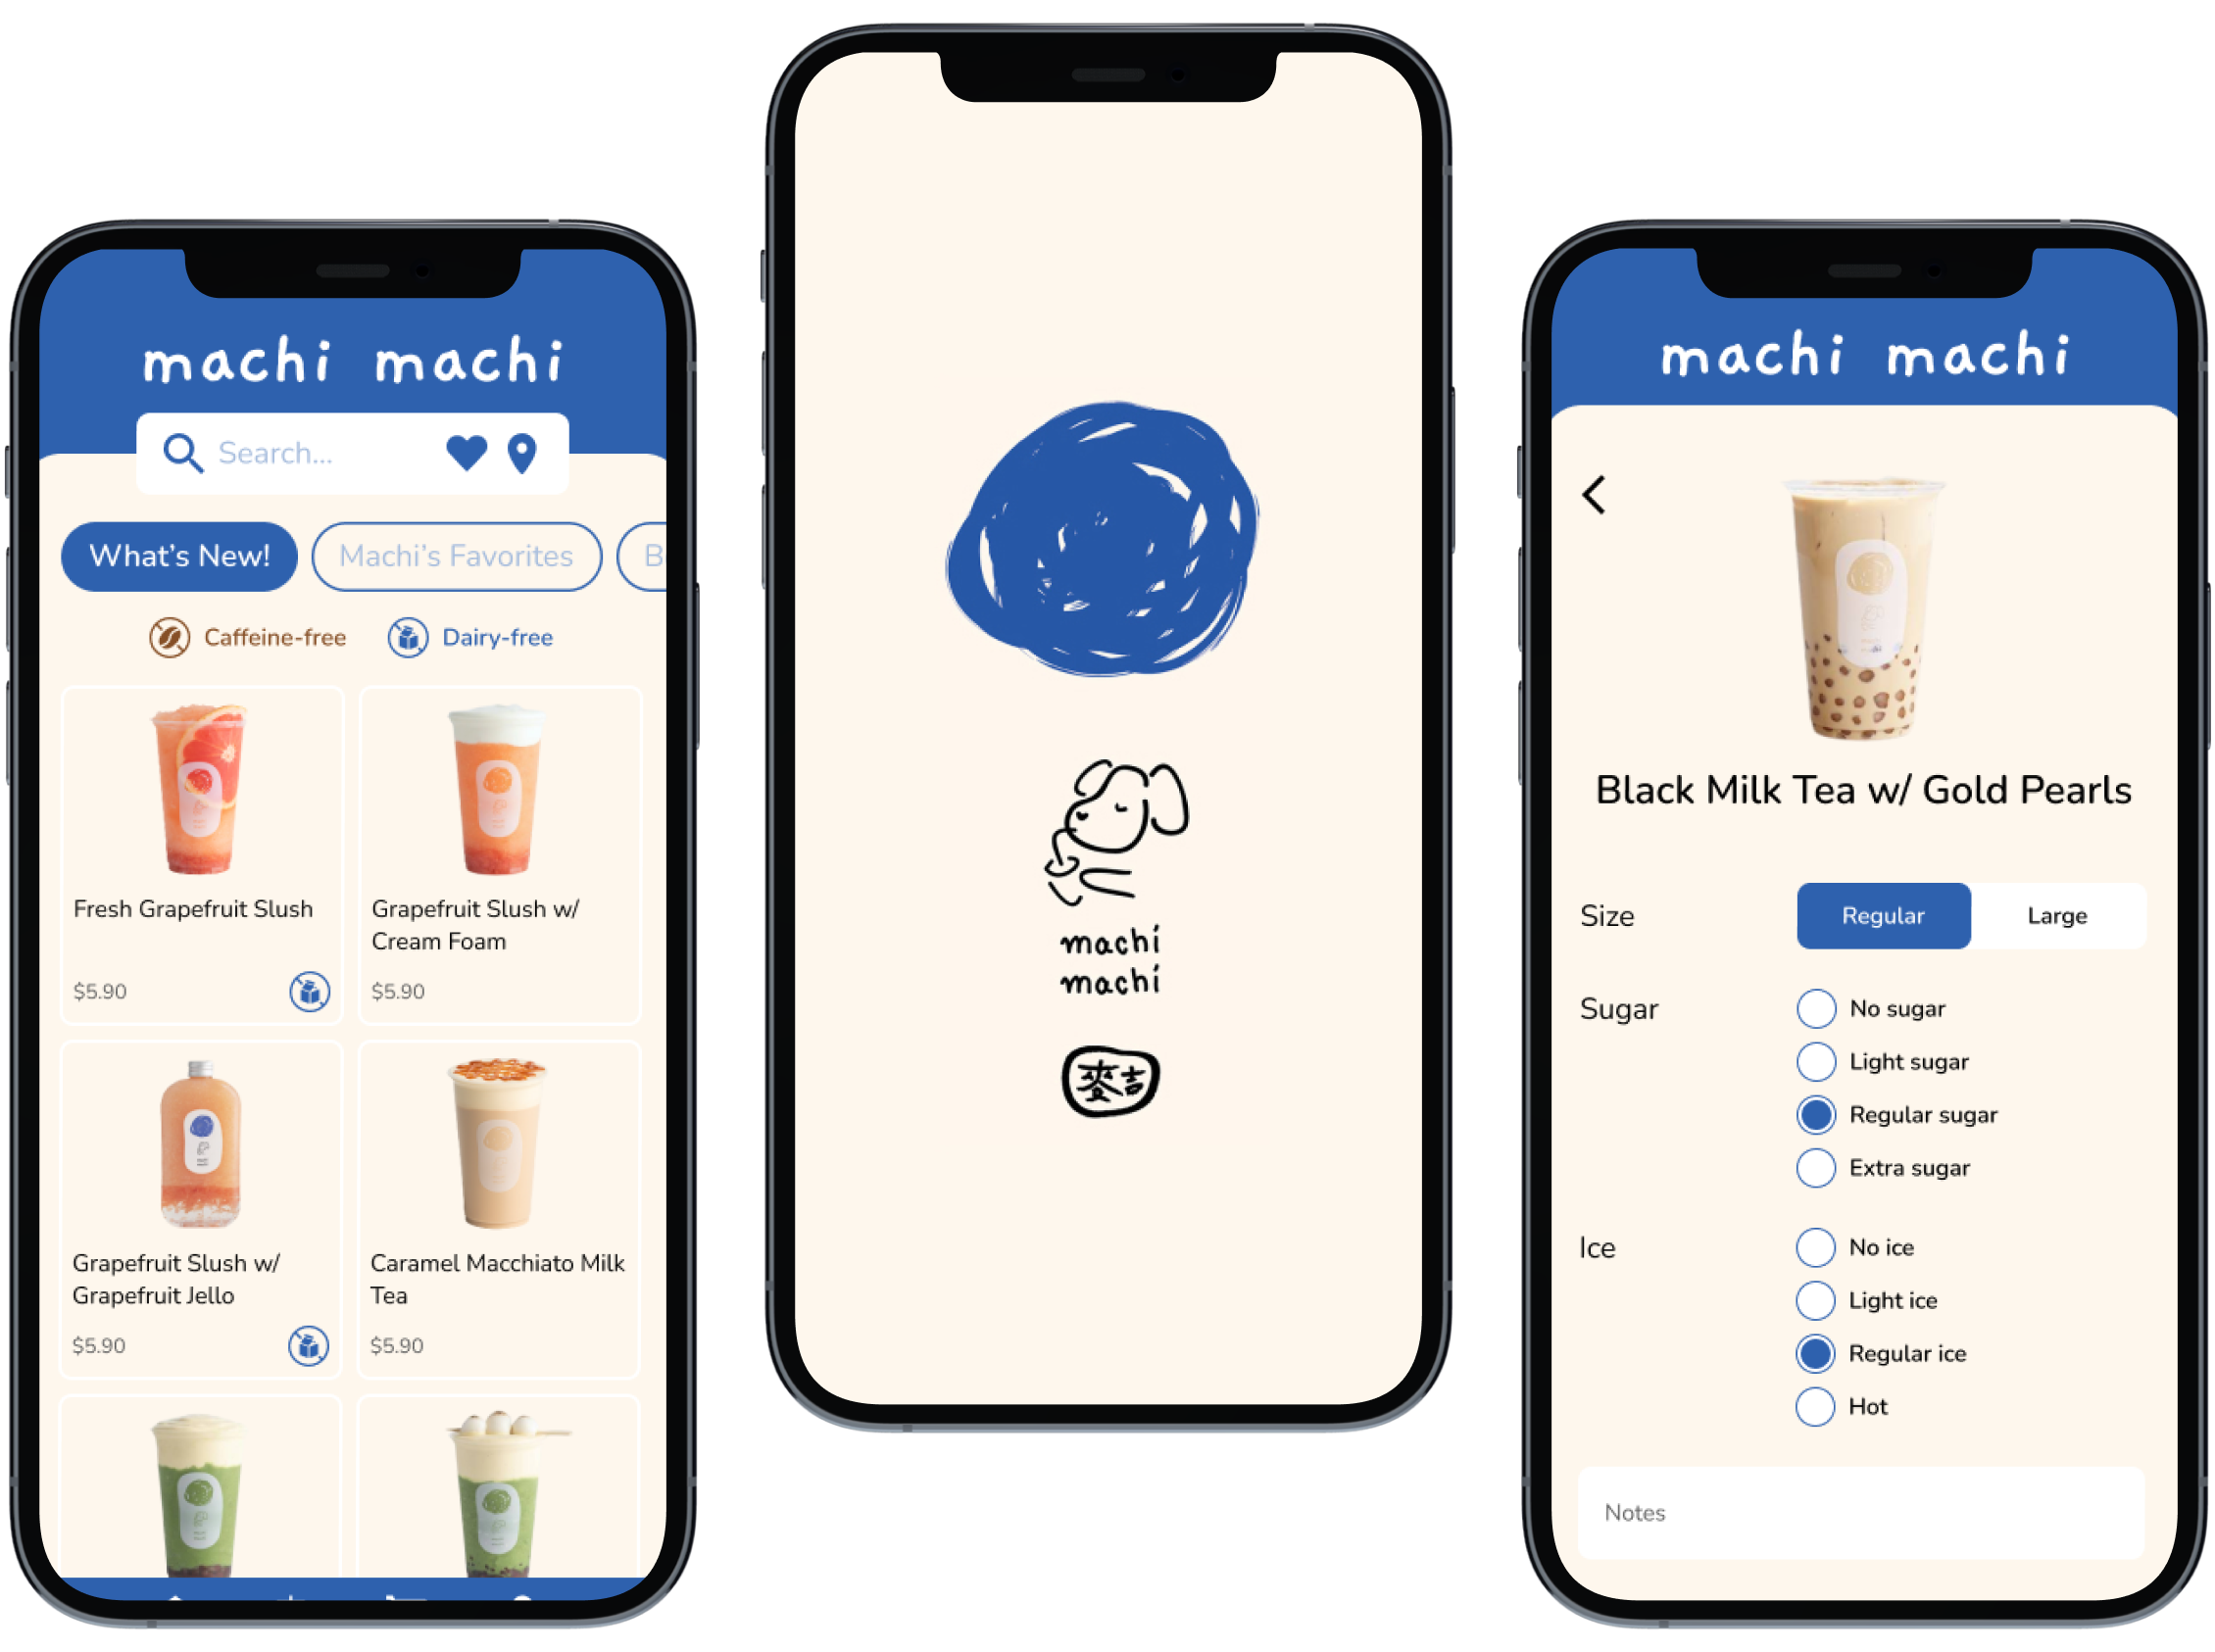 machi machi
Search...
What's New!
Machi's Favorites
B
Caffeine-free
Dairy-free
Fresh Grapefruit Slush
$5.90
Grapefruit Slush w/
Cream Foam
$5.90
Grapefruit Slush w/
Grapefruit Jello
$5.90
Caramel Macchiato Milk
Tea
$5.90
machi
machi
麥吉
machi machi
Black Milk Tea w/ Gold Pearls
Size
Regular
Large
Sugar
No sugar
Light sugar
Regular sugar
Extra sugar
Ice
No ice
Light ice
Regular ice
Hot
Notes